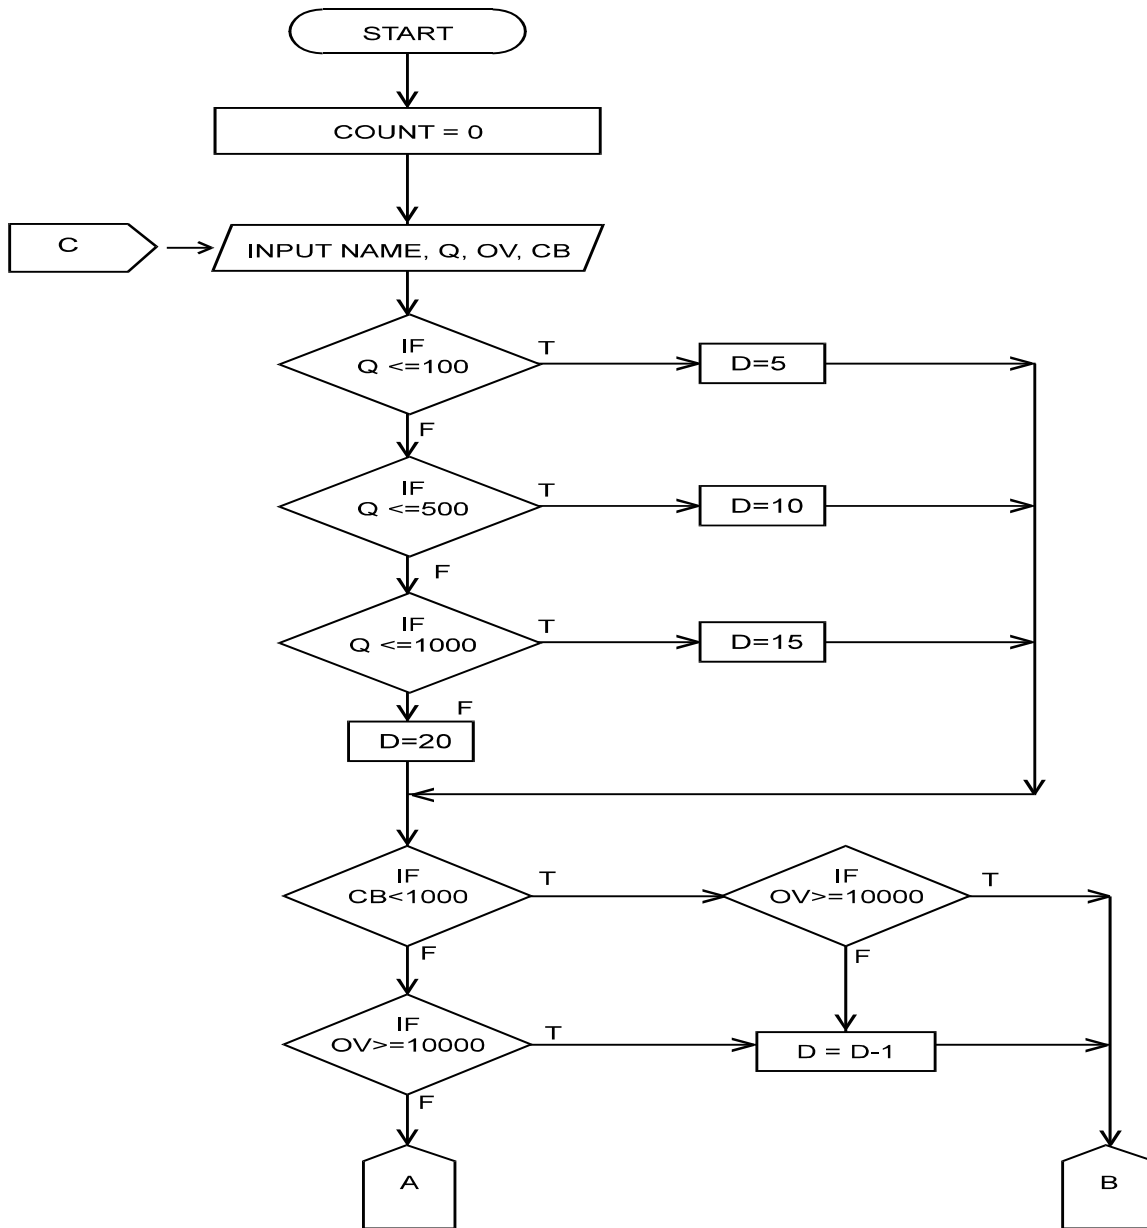 START
COUNT = 0
C
INPUT NAME, Q, OV, CB
IF
Q <=100
T
D=5
F
IF
Q <=500
T
D=10
F
IF
Q <=1000
T
D=15
F
D=20
IF
CB<1000
T
IF
OV>=10000
T
F
F
IF
OV>=10000
T
D = D-1
F
A
B